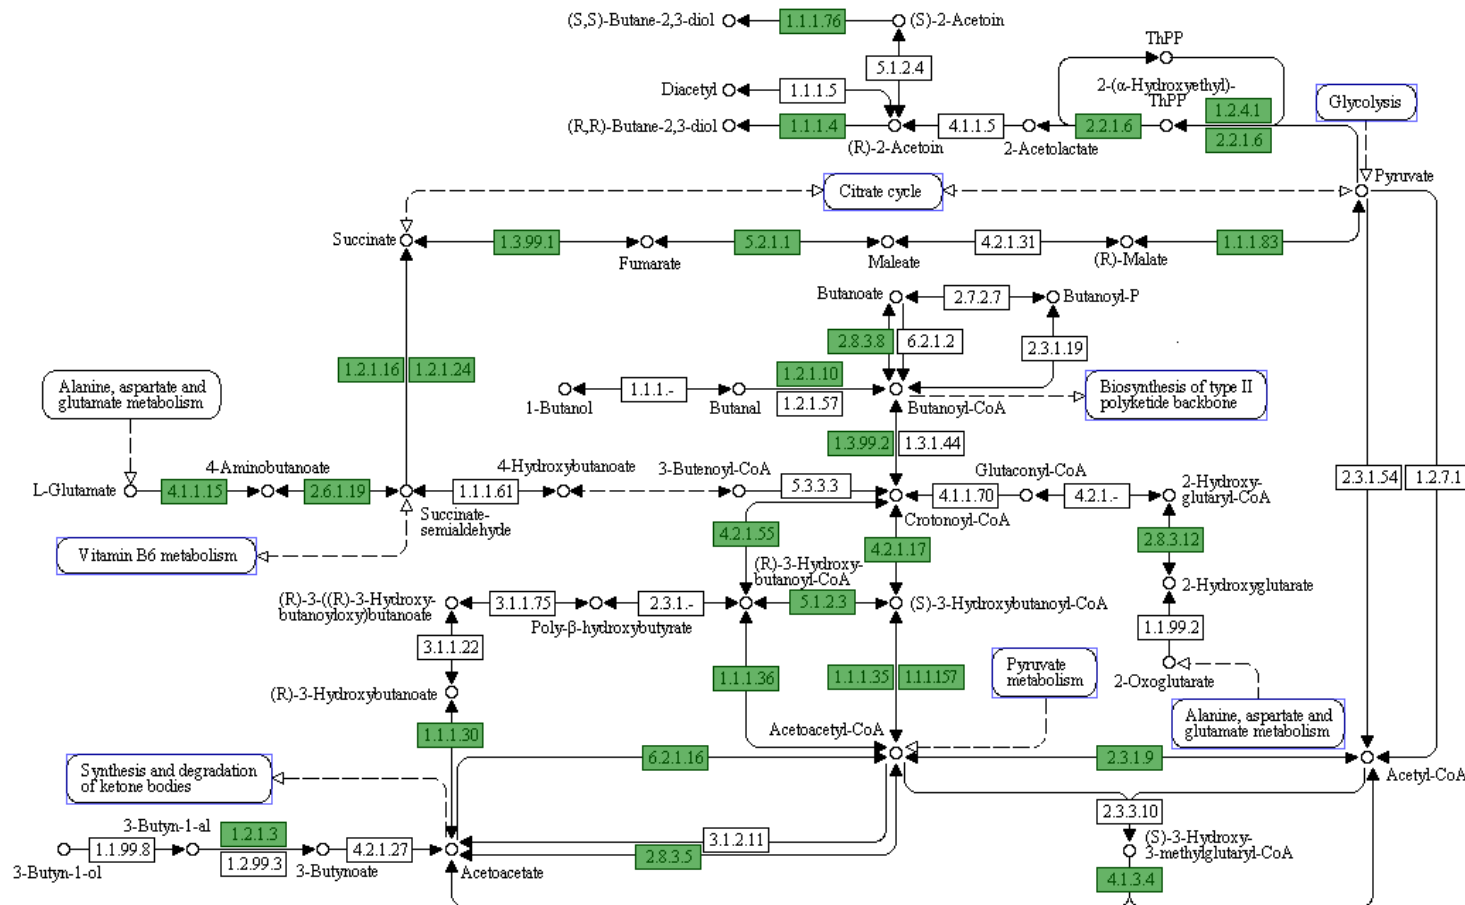 (S,S)-Butane-2,3-diol
1.1.1.76
(S)-2-Acetoin
ThPP
5.1.2.4
Diacetyl
1.1.1.5
2-(α-Hydroxyethyl)-
ThPP
1.2.4.1
Glycolysis
(R,R)-Butane-2,3-diol
1.1.1.4
4.1.1.5
2.2.1.6
2.2.1.6
(R)-2-Acetoin
2-Acetolactate
Pyruvate
Citrate cycle
Succinate
1.3.99.1
5.2.1.1
4.2.1.31
1.1.1.83
Fumarate
Maleate
(R)-Malate
Butanoate
2.7.2.7
Butanoyl-P
2.8.3.8
6.2.1.2
2.3.1.19
1.2.1.16
1.2.1.24
Alanine, aspartate and
glutamate metabolism
1.2.1.10
1.1.1.-
1.2.1.57
1-Butanol
Butanal
Butanoyl-CoA
Biosynthesis of type II
polyketide backbone
1.3.99.2
1.3.1.44
4-Aminobutanoate
4-Hydroxybutanoate
3-Butenoyl-CoA
Glutaconyl-CoA
2.3.1.54
1.2.7.1
L-Glutamate
4.1.1.15
2.6.1.19
1.1.1.61
5.3.3.3
4.1.1.70
4.2.1.-
2-Hydroxy-
glutaryl-CoA
Succinate-
semialdehyde
Crotonoyl-CoA
4.2.1.55
4.2.1.17
2.8.3.12
Vitamin B6 metabolism
(R)-3-Hydroxy-
butanoyl-CoA
2-Hydroxyglutarate
(R)-3-((R)-3-Hydroxy-
butanoyloxy)butanoate
3.1.1.75
2.3.1.-
5.1.2.3
(S)-3-Hydroxybutanoyl-CoA
Poly-β-hydroxybutyrate
1.1.99.2
3.1.1.22
Pyruvate
metabolism
2-Oxoglutarate
(R)-3-Hydroxybutanoate
1.1.1.36
1.1.1.35
1.1.1.157
1.1.1.30
Acetoacetyl-CoA
Alanine, aspartate and
glutamate metabolism
Synthesis and degradation
of ketone bodies
6.2.1.16
2.3.1.9
Acetyl-CoA
2.3.3.10
3-Butyn-1-al
1.2.1.3
1.1.99.8
1.2.99.3
4.2.1.27
3.1.2.11
2.8.3.5
(S)-3-Hydroxy-
3-methylglutaryl-CoA
3-Butyn-1-ol
3-Butynoate
Acetoacetate
4.1.3.4